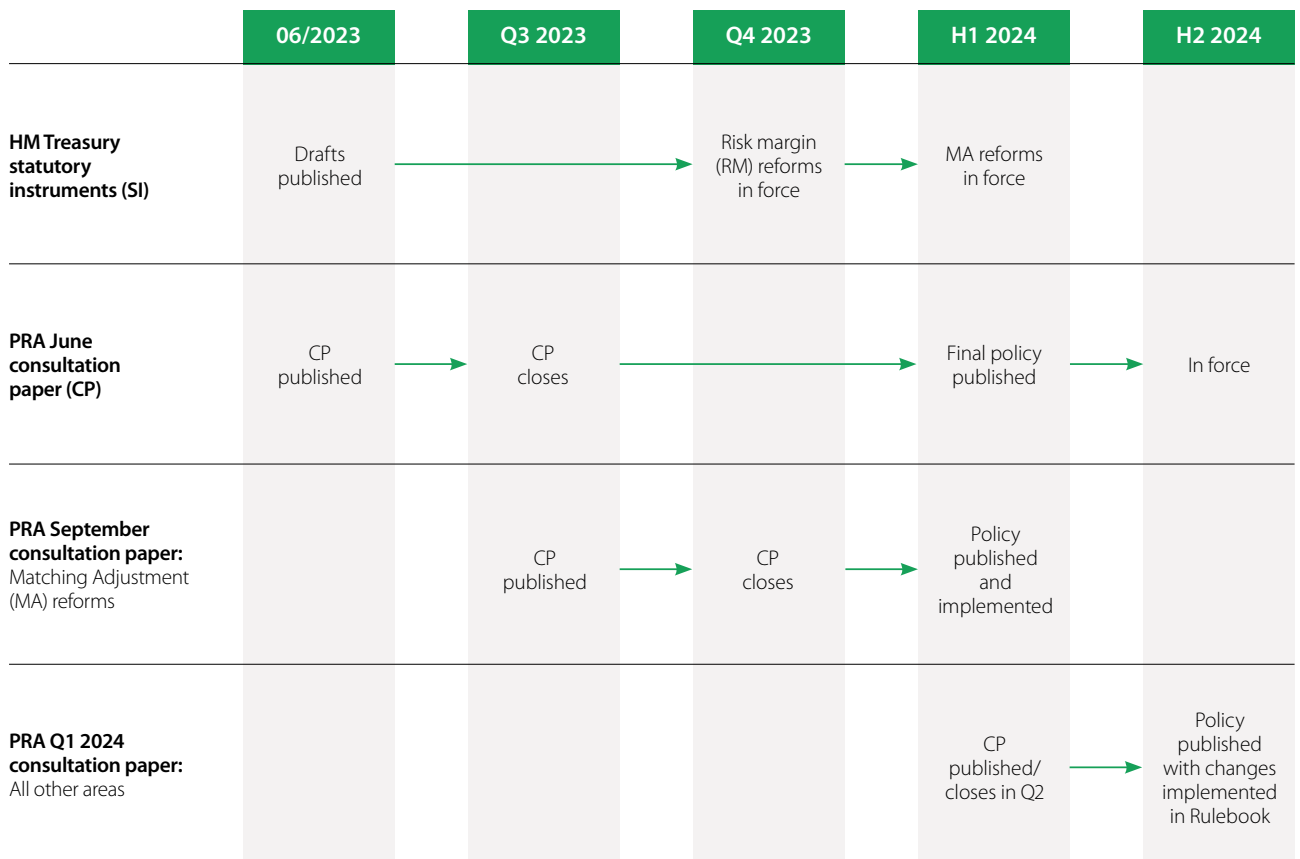 06/2023
Q3 2023
Q4 2023
H1 2024
H2 2024
HM Treasury
statutory
instruments (SI)
Drafts
published
Risk margin
(RM) reforms
in force
MA reforms
in force
PRA June
consultation
paper (CP)
CP
published
CP
closes
Final policy
published
In force
PRA September
consultation paper:
Matching Adjustment
(MA) reforms
CP
published
CP
closes
Policy
published
and
implemented
PRA Q1 2024
consultation paper:
All other areas
CP
published/
closes in Q2
Policy
published
with changes
implemented
in Rulebook